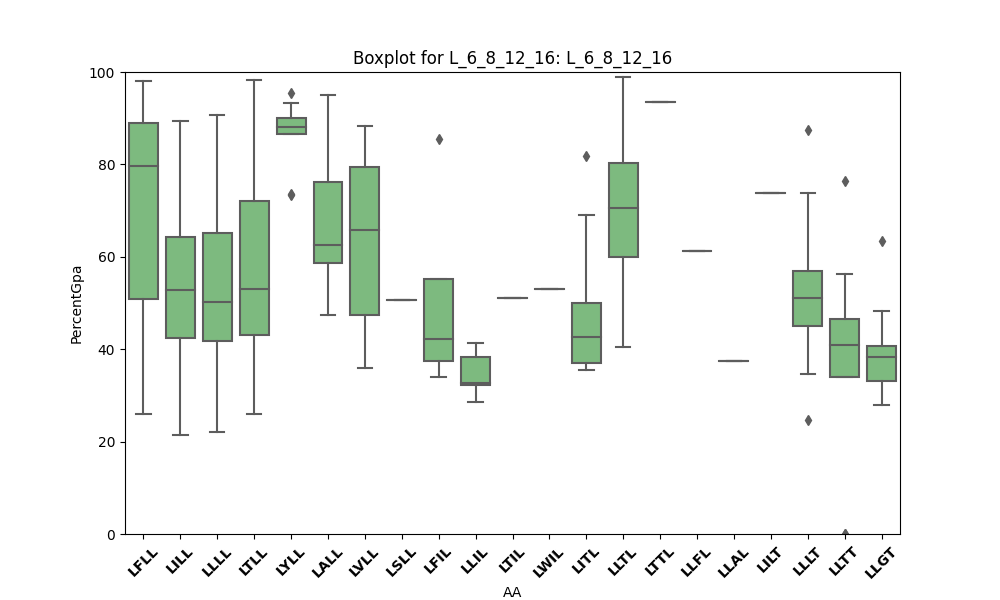 Boxplot for L_6_8_12_16: L_6_8_12_16
100
80
60
40
20
0
PercentGpa
LFLL
LILL
LLLL
LTLL
LYLL
LALL
LVLL
LSLL
LFIL
LLIL
LTIL
LWIL
LITL
LLTL
LTTL
LLFL
LLAL
LILT
LLLT
LLTT
LLGT
AA